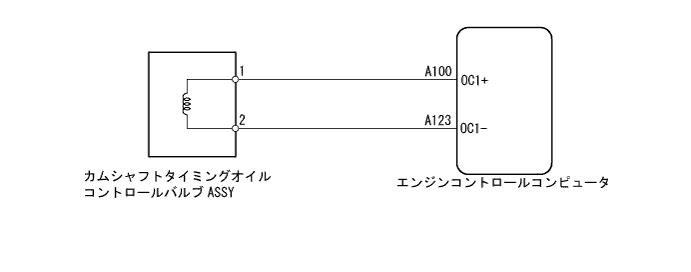 1
A100
OC1+
2
A123
OC1-
カムシャフトタイミングオイル
コントロールバルブ ASSY
エンジンコントロールコンピュータ